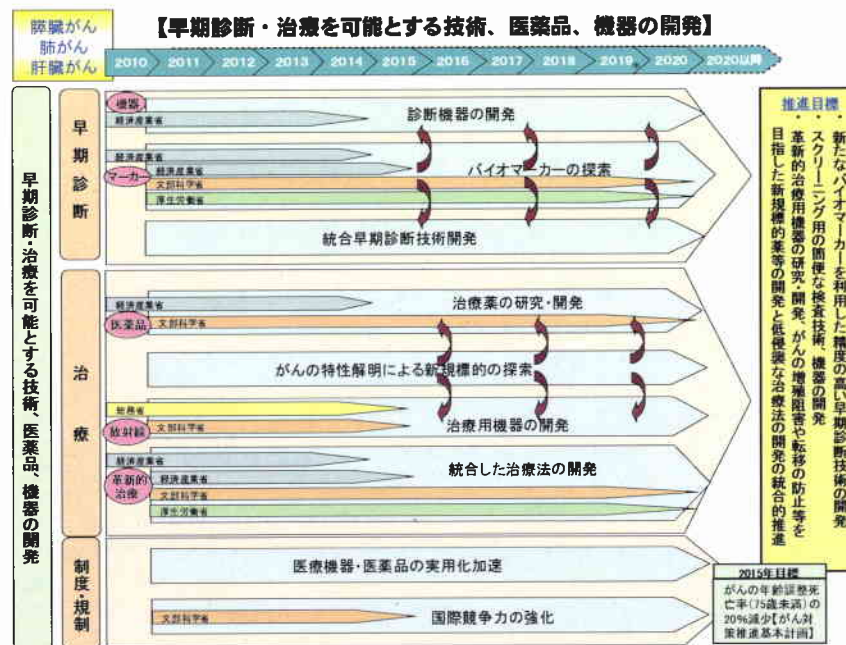 膵臓がん
肺がん
肝臓がん
【早期診断・治療を可能とする技術、医薬品、機器の開発】
2010 2011 2012 2013 2014 2015 2016 2017 2018 2019 2020 2020以降
早期診断・治療を可能とする技術、医薬品、機器の開発
早期診断
機器
経済産業省
診断機器の開発
経済産業省
経済産業省
マーカー
バイオマーカーの探索
文部科学省
厚生労働省
統合早期診断技術開発
治療
経済産業省
治療薬の研究・開発
医薬品
文部科学省
がんの特性解明による新規標的の探索
総務省
放射線
文部科学省
治療用機器の開発
経済産業省
革新的
治療
経済産業省
統合した治療法の開発
文部科学省
厚生労働省
制度・規制
医療機器・医薬品の実用化加速
文部科学省
国際競争力の強化
推進目標
・新たなバイオマーカーを利用した精度の高い早期診断技術の開発
・スクリーニング用の簡便な検査技術、機器の開発
・革新的治療用機器の研究・開発、がんの増殖阻害や転移の防止等を
目指した新規標的薬等の開発と低侵襲な治療法の開発の統合的推進
2015年目標
がんの年齢調整死
亡率(75歳未満)の
20%減少【がん対
策推進基本計画】